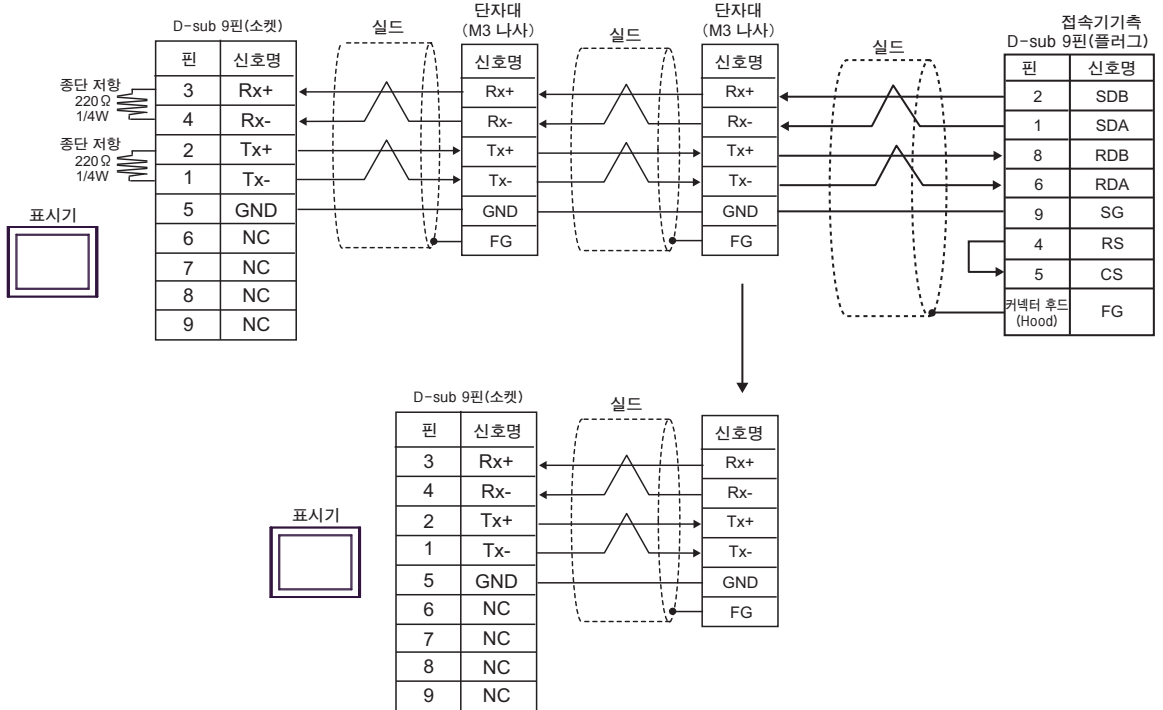 D-sub 9핀(소켓)
핀 신호명
3 Rx+
4 Rx-
2 Tx+
1 Tx-
5 GND
6 NC
7 NC
8 NC
9 NC
종단 저항
220Ω
1/4W
종단 저항
220Ω
1/4W
표시기
실드
단자대
(M3 나사)
신호명
Rx+
Rx-
Tx+
Tx-
GND
FG
실드
단자대
(M3 나사)
신호명
Rx+
Rx-
Tx+
Tx-
GND
FG
실드
접속기기측
D-sub 9핀(플러그)
핀 신호명
2 SDB
1 SDA
8 RDB
6 RDA
9 SG
4 RS
5 CS
커넥터 후드
(Hood)
FG
D-sub 9핀(소켓)
핀 신호명
3 Rx+
4 Rx-
2 Tx+
1 Tx-
5 GND
6 NC
7 NC
8 NC
9 NC
표시기
실드
신호명
Rx+
Rx-
Tx+
Tx-
GND
FG